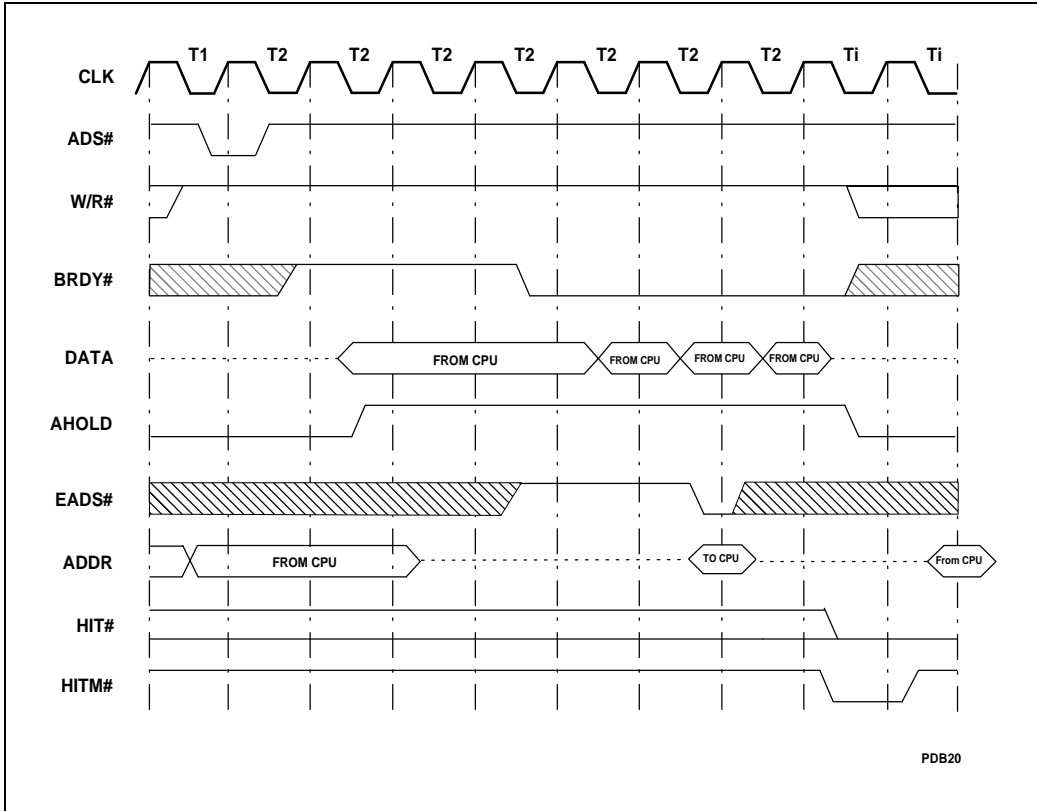 T1 T2 T2 T2 T2 T2 T2 T2 Ti Ti
CLK
ADS#
W/R#
BRDY#
DATA FROM CPU FROM CPU FROM CPU FROM CPU
AHOLD
EADS#
ADDR FROM CPU TO CPU From CPU
HIT#
HITM#
PDB20